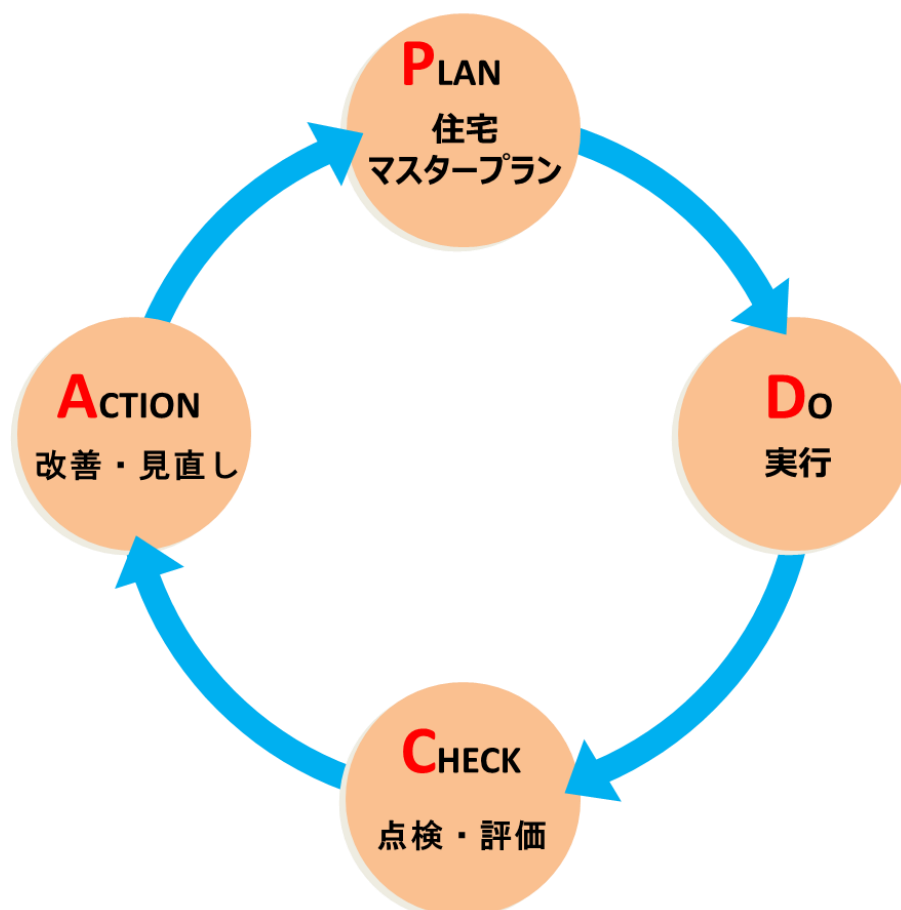 PLAN
住宅
マスタープラン
DO
実行
CHECK
点検・評価
ACTION
改善・見直し